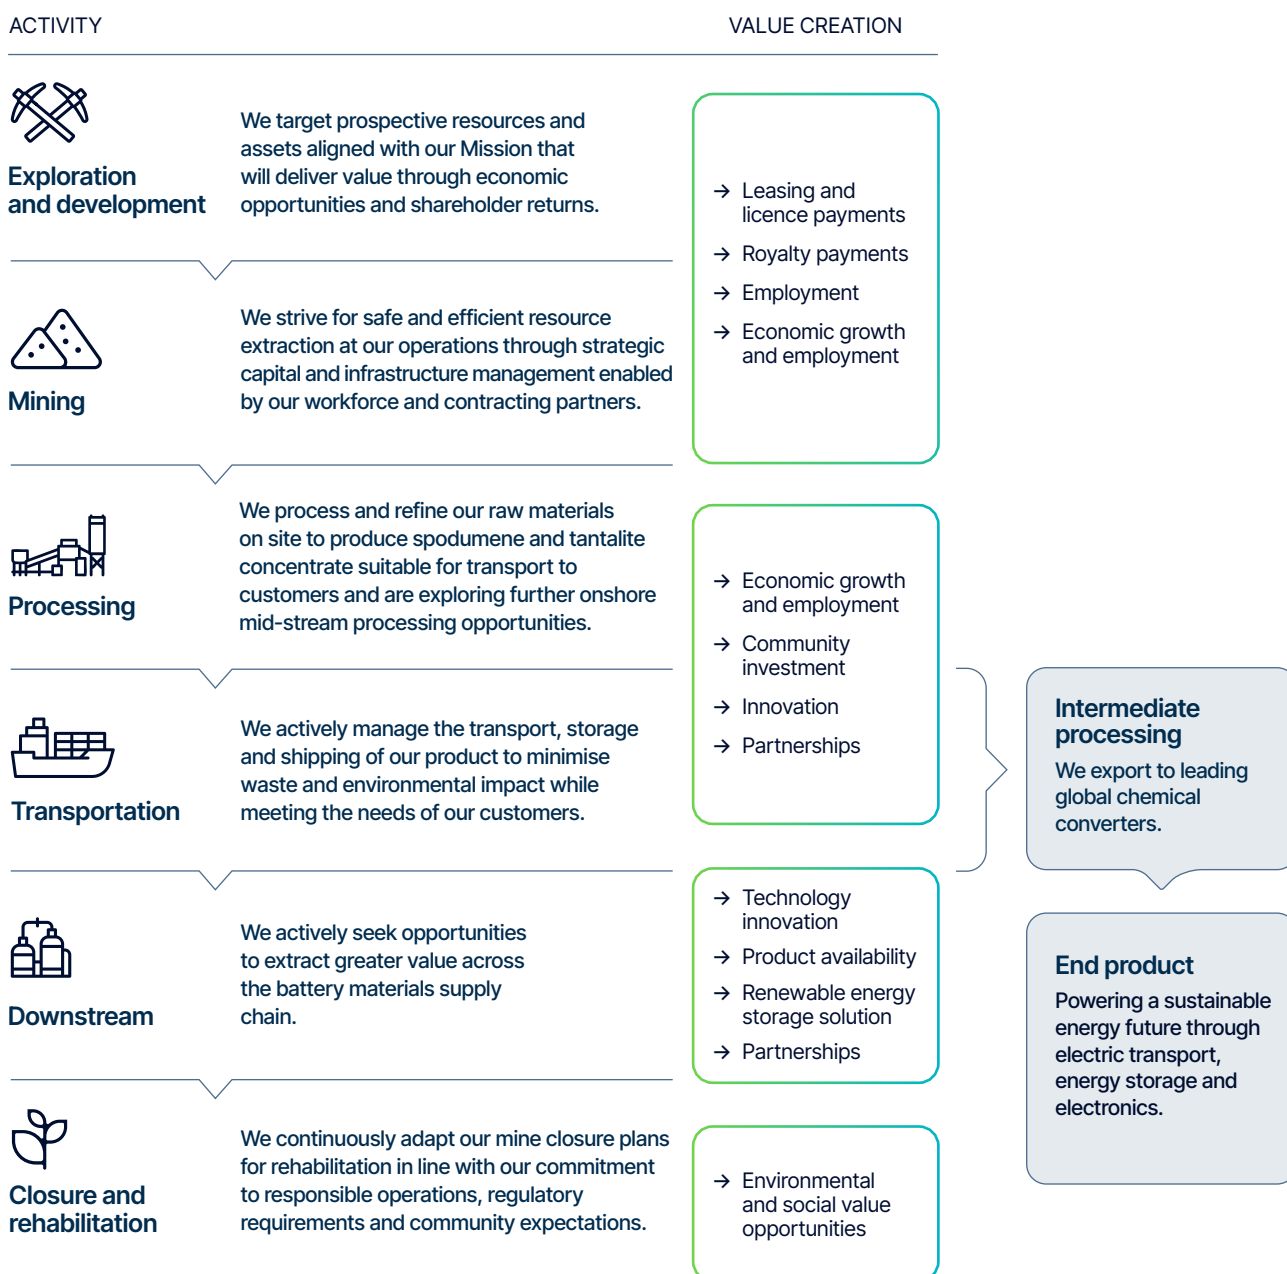 ACTIVITY
VALUE CREATION
Exploration
and development
We target prospective resources and
assets aligned with our Mission that
will deliver value through economic
opportunities and shareholder returns.
→ Leasing and
licence payments
→ Royalty payments
→ Employment
→ Economic growth
and employment
Mining
We strive for safe and efficient resource
extraction at our operations through strategic
capital and infrastructure management enabled
by our workforce and contracting partners.
Processing
We process and refine our raw materials
on site to produce spodumene and tantalite
concentrate suitable for transport to
customers and are exploring further onshore
mid-stream processing opportunities.
→ Economic growth
and employment
→ Community
investment
→ Innovation
→ Partnerships
Transportation
We actively manage the transport, storage
and shipping of our product to minimise
waste and environmental impact while
meeting the needs of our customers.
Intermediate
processing
We export to leading
global chemical
converters.
Downstream
We actively seek opportunities
to extract greater value across
the battery materials supply
chain.
→ Technology
innovation
→ Product availability
→ Renewable energy
storage solution
→ Partnerships
End product
Powering a sustainable
energy future through
electric transport,
energy storage and
electronics.
Closure and
rehabilitation
We continuously adapt our mine closure plans
for rehabilitation in line with our commitment
to responsible operations, regulatory
requirements and community expectations.
→ Environmental
and social value
opportunities